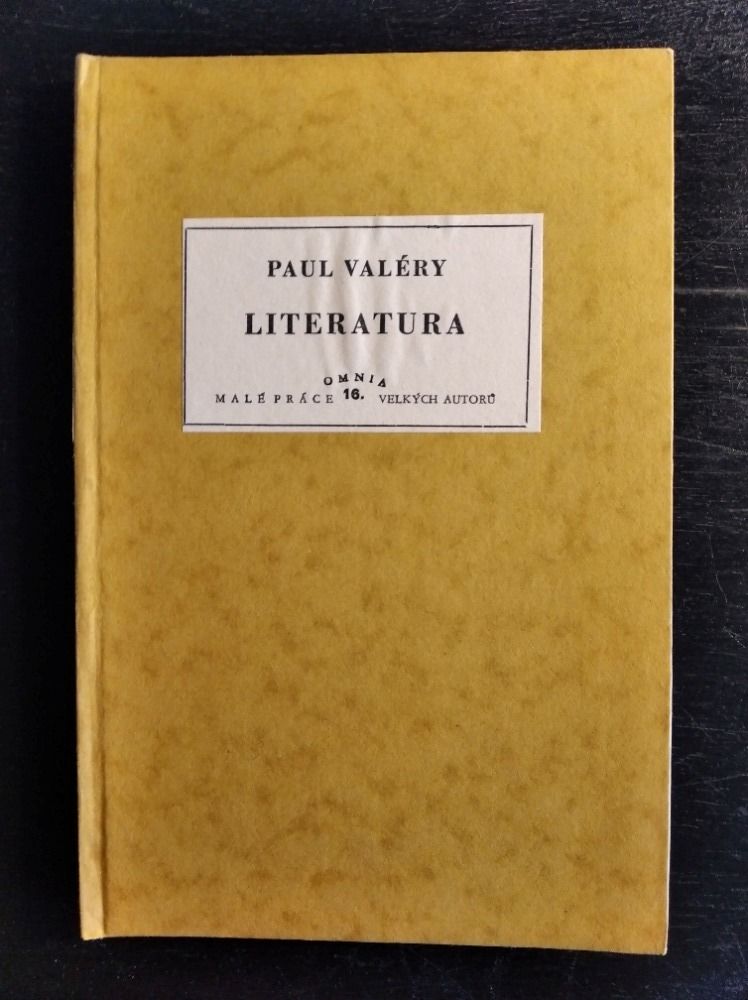 PAUL VALÉRY
LITERATURA
OMNIA
MALÉ PRÁCE 16. VELKÝCH AUTORŮ